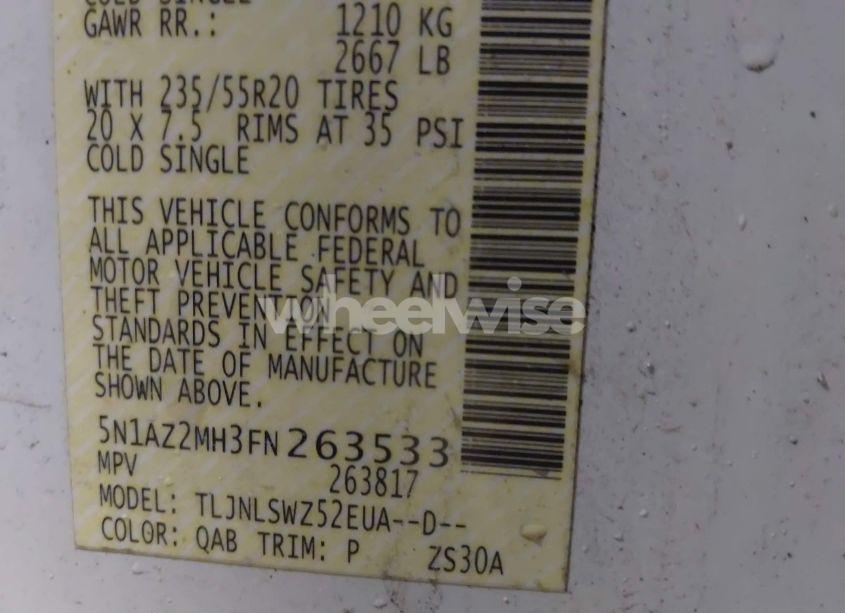 COLD SINGLE
GAWR RR.: 1210 KG
2667 LB
WITH 235/55R20 TIRES
20 X 7.5 RIMS AT 35 PSI
COLD SINGLE
THIS VEHICLE CONFORMS TO
ALL APPLICABLE FEDERAL
MOTOR VEHICLE SAFETY AND
THEFT PREVENTION
STANDARDS IN EFFECT ON
THE DATE OF MANUFACTURE
SHOWN ABOVE.
5N1AZ2MH3FN263533
MPV 263817
MODEL: TLJNLSWZ52EUA--D--
COLOR: QAB TRIM: P ZS30A
wheelwise